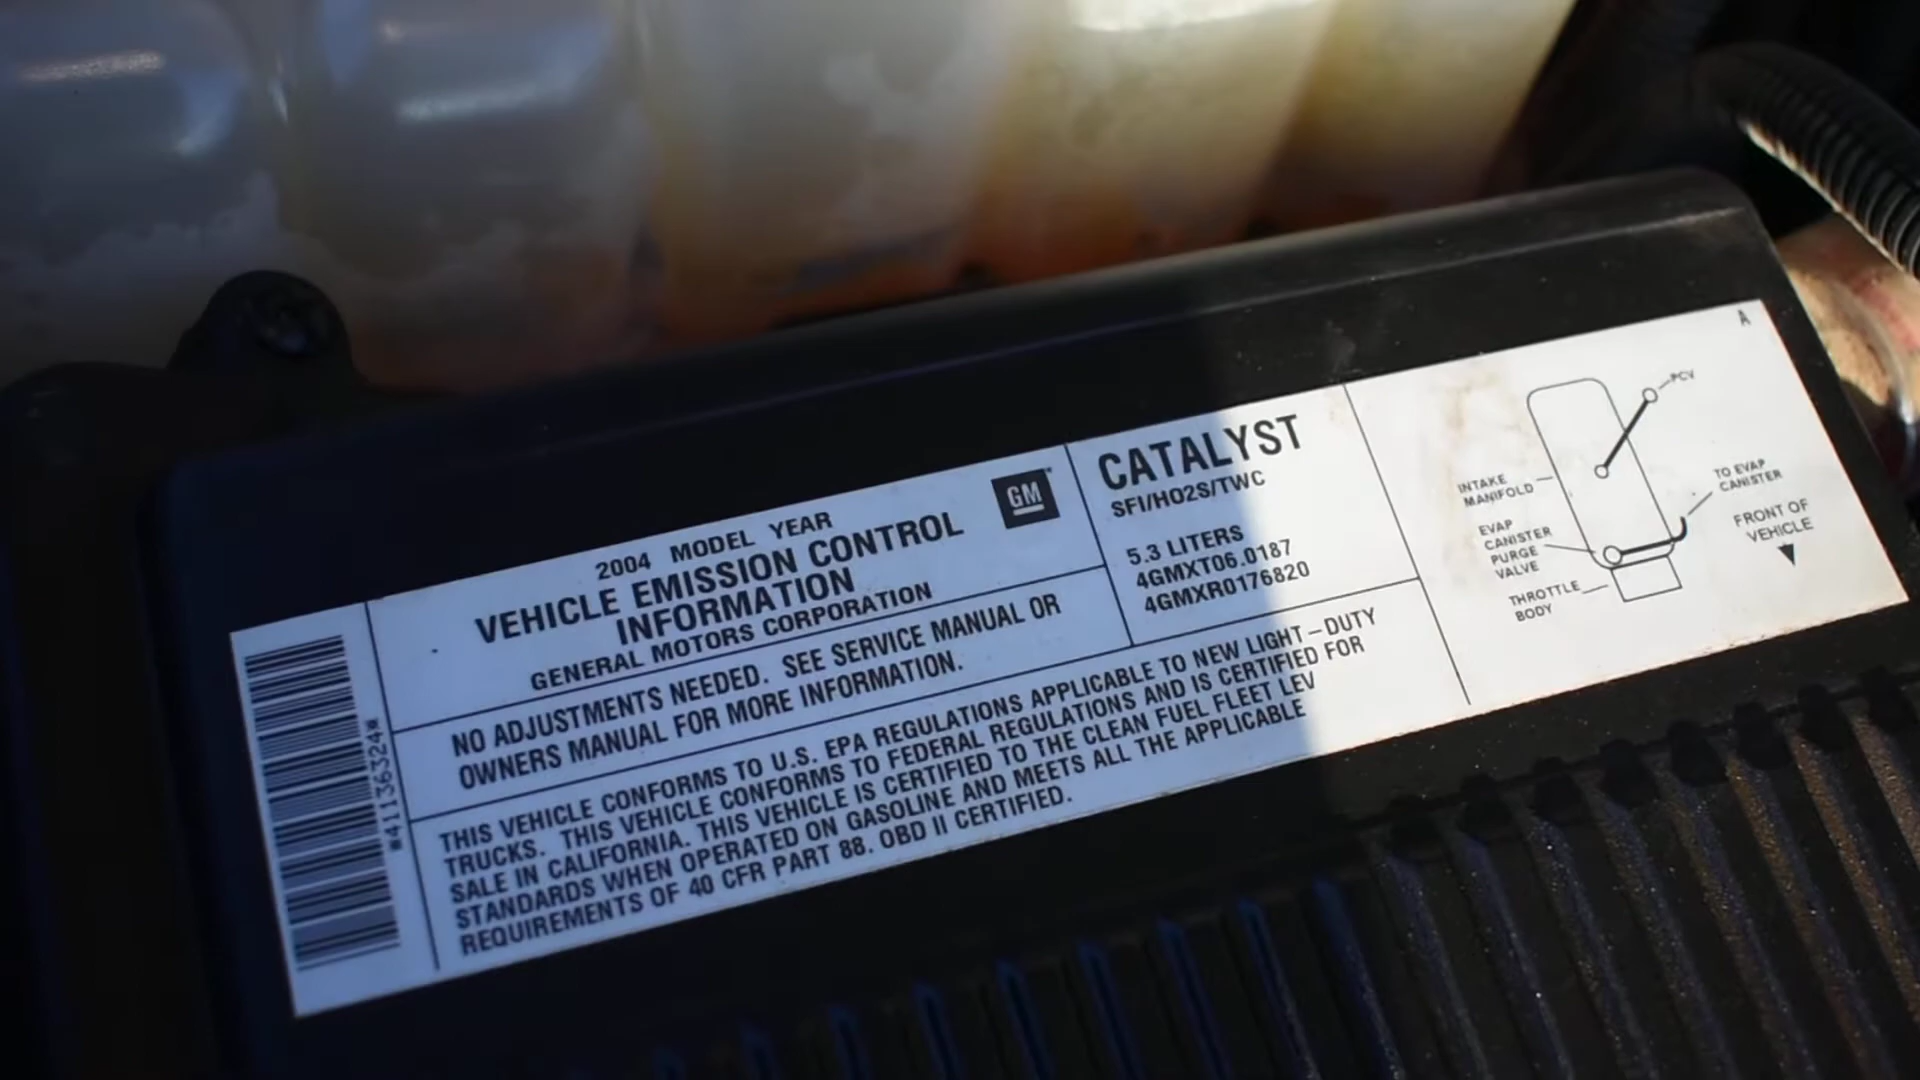 2004 MODEL YEAR
VEHICLE EMISSION CONTROL
INFORMATION
GENERAL MOTORS CORPORATION
GM
NO ADJUSTMENTS NEEDED. SEE SERVICE MANUAL OR
OWNERS MANUAL FOR MORE INFORMATION.
CATALYST
SFI/HO2S/TWC
5.3 LITERS
4GMXT06.0187
4GMXR0176820
THIS VEHICLE CONFORMS TO U.S. EPA REGULATIONS APPLICABLE TO NEW LIGHT-DUTY
TRUCKS. THIS VEHICLE CONFORMS TO FEDERAL REGULATIONS AND IS CERTIFIED FOR
SALE IN CALIFORNIA. THIS VEHICLE IS CERTIFIED TO THE CLEAN FUEL FLEET LEV
STANDARDS WHEN OPERATED ON GASOLINE AND MEETS ALL THE APPLICABLE
REQUIREMENTS OF 40 CFR PART 88. OBD II CERTIFIED.
*41136324*
A
PCV
INTAKE
MANIFOLD
TO EVAP
CANISTER
EVAP
CANISTER
PURGE
VALVE
FRONT OF
VEHICLE
THROTTLE
BODY